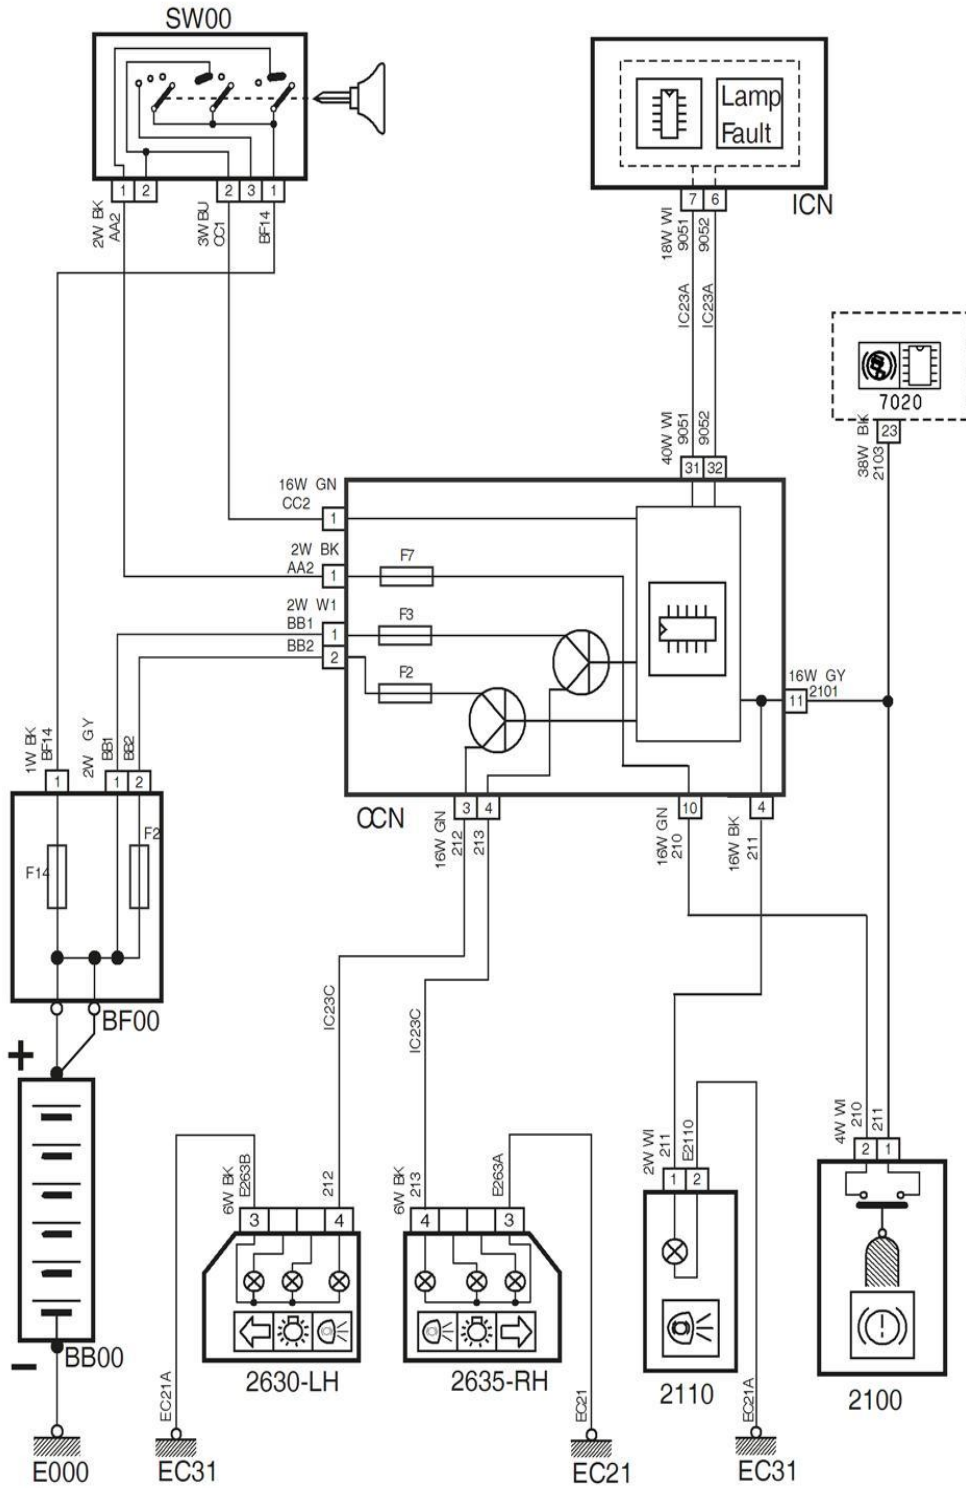 SW00
Lamp
Fault
1 2
2 3 1
7 6
ICN
2W BK
AA2
3W BU
CC1
BF14
18W WI
9051
9052
IC23A
IC23A
7020
23
38W BK
2103
40W WI
9051
9052
31 32
16W GN
CC2
1
2W BK
AA2
1
F7
2W W1
BB1
1
F3
BB2
2
F2
16W GY
2101
11
1W BK
BF14
2W GY
BB1
BB2
1
1 2
CCN
3 4
10
4
16W GN
212
213
16W GN
210
16W BK
211
F14
F2
BF00
IC23C
IC23C
+
BB00
−
E000
6W BK
E263B
212
3 4
6W BK
213
E263A
4 3
2W WI
211
E2110
1 2
4W WI
210
211
2 1
2630-LH
2635-RH
2110
2100
EC21A
EC21
EC21A
EC31
EC21
EC31